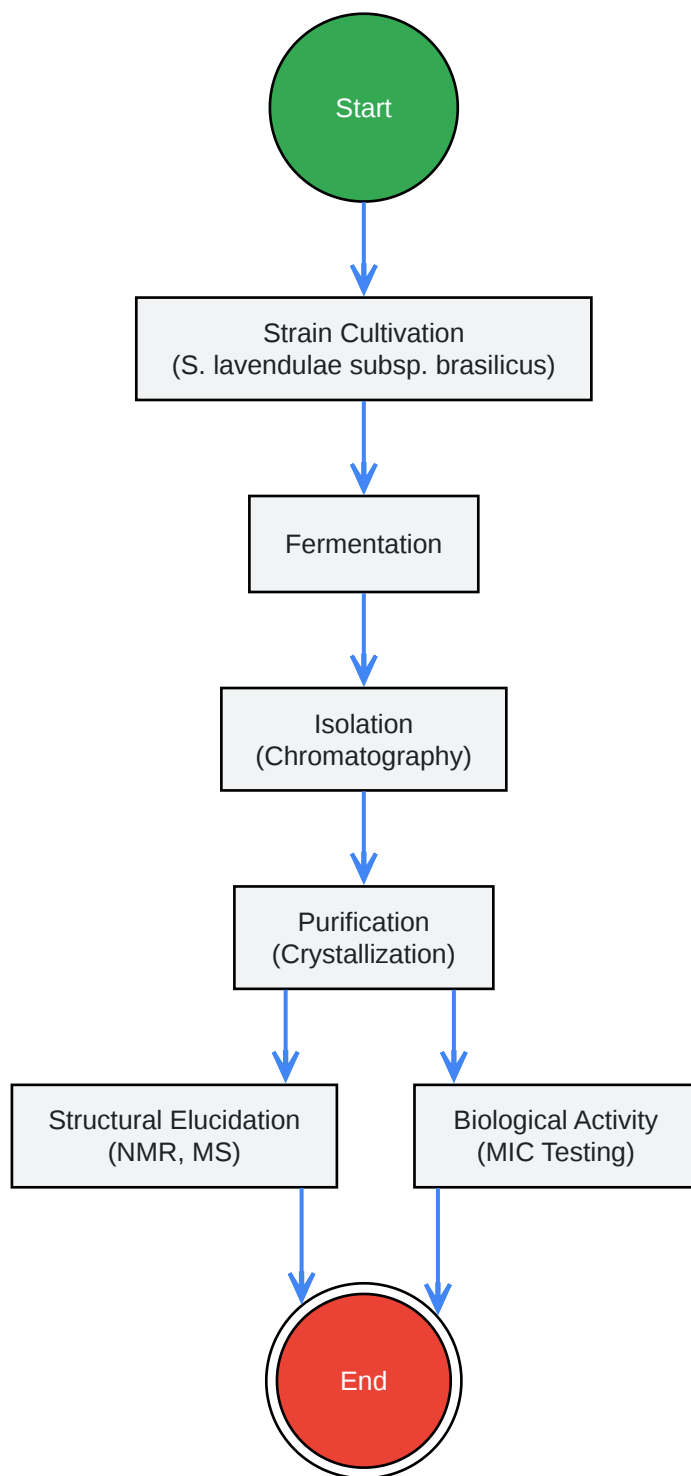 Start
Strain Cultivation
(S. lavendulae subsp. brasilicus)
Fermentation
Isolation
(Chromatography)
Purification
(Crystallization)
Structural Elucidation
(NMR, MS)
Biological Activity
(MIC Testing)
End